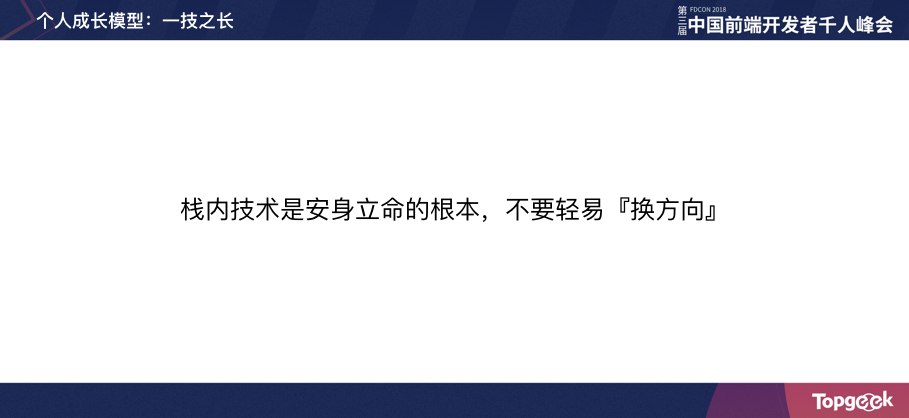 个人成长模型：一技之长
第三届
FDCON 2018
中国前端开发者千人峰会
栈内技术是安身立命的根本，不要轻易『换方向』
Topgeek